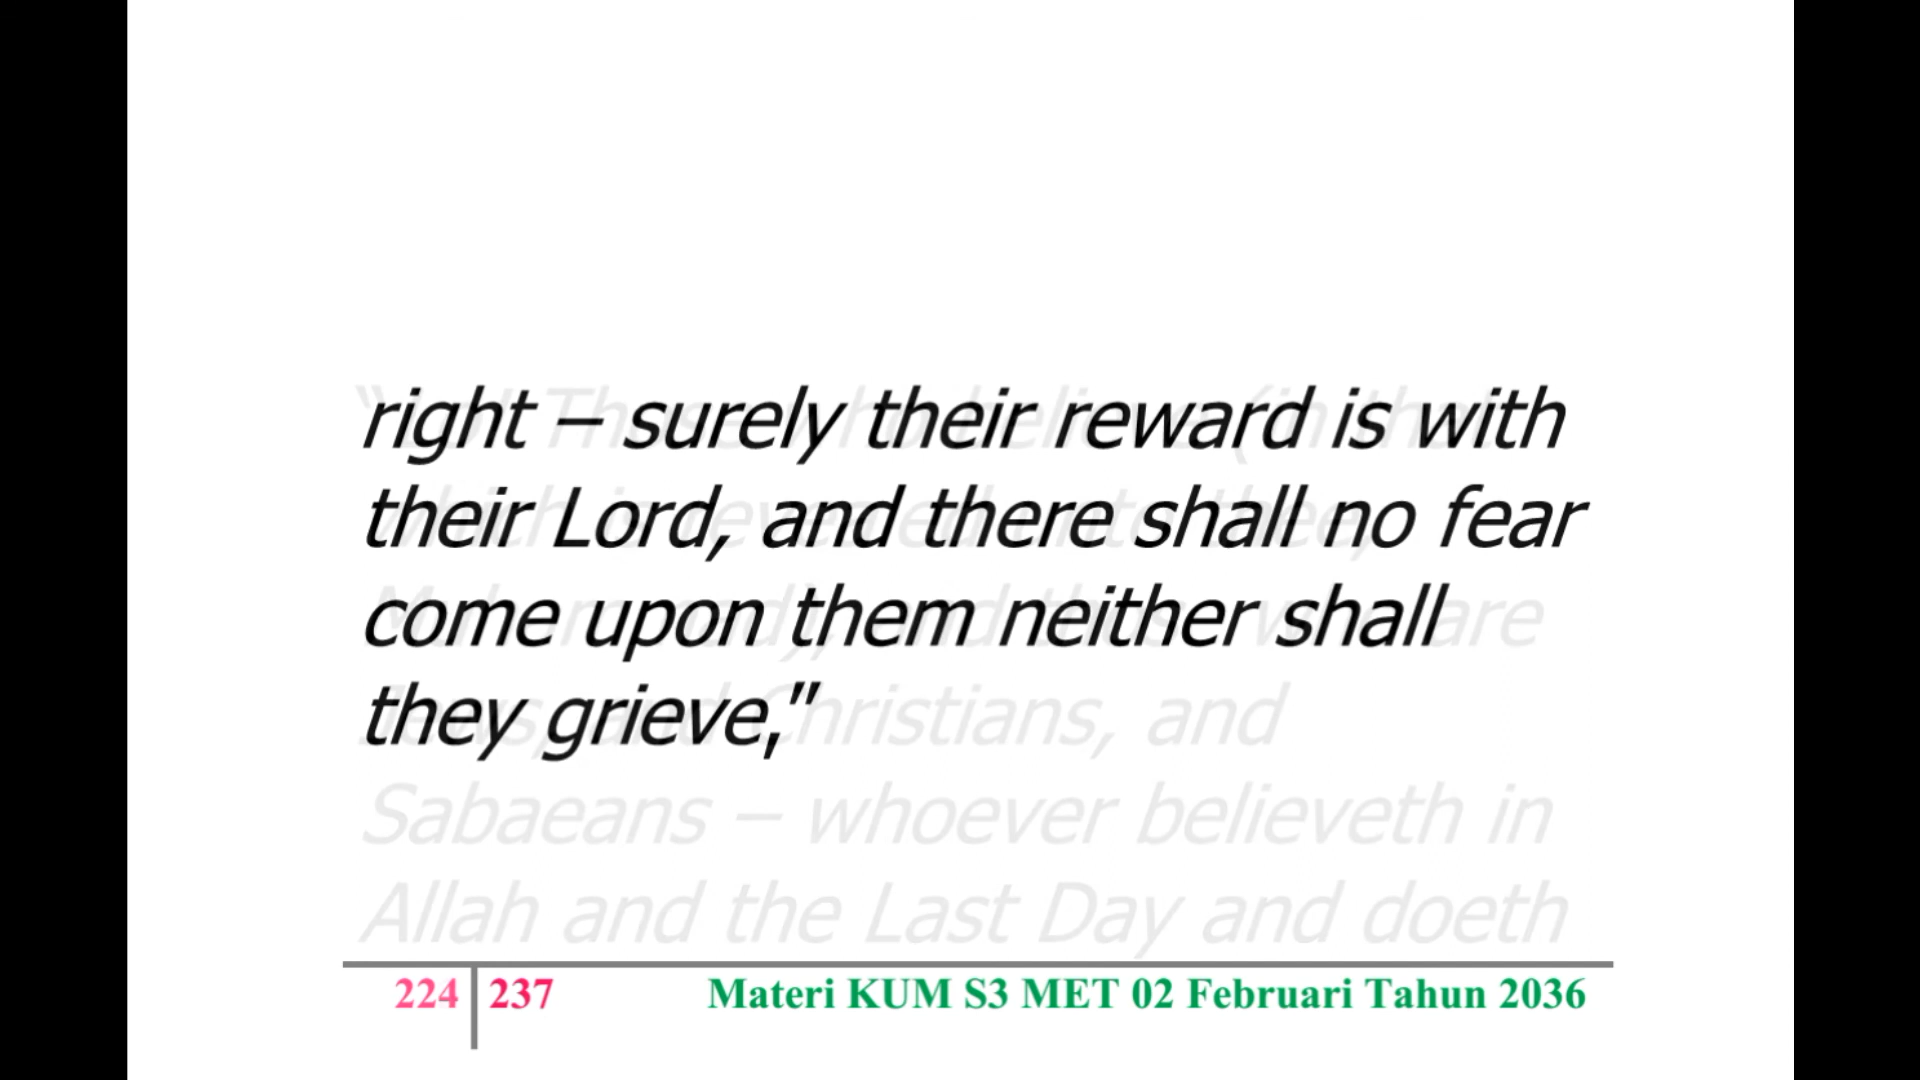 right – surely their reward is with
their Lord, and there shall no fear
come upon them neither shall
they grieve,”
Christians, and
Sabaeans – whoever believeth in
Allah and the Last Day and doeth
224 237 Materi KUM S3 MET 02 Februari Tahun 2036